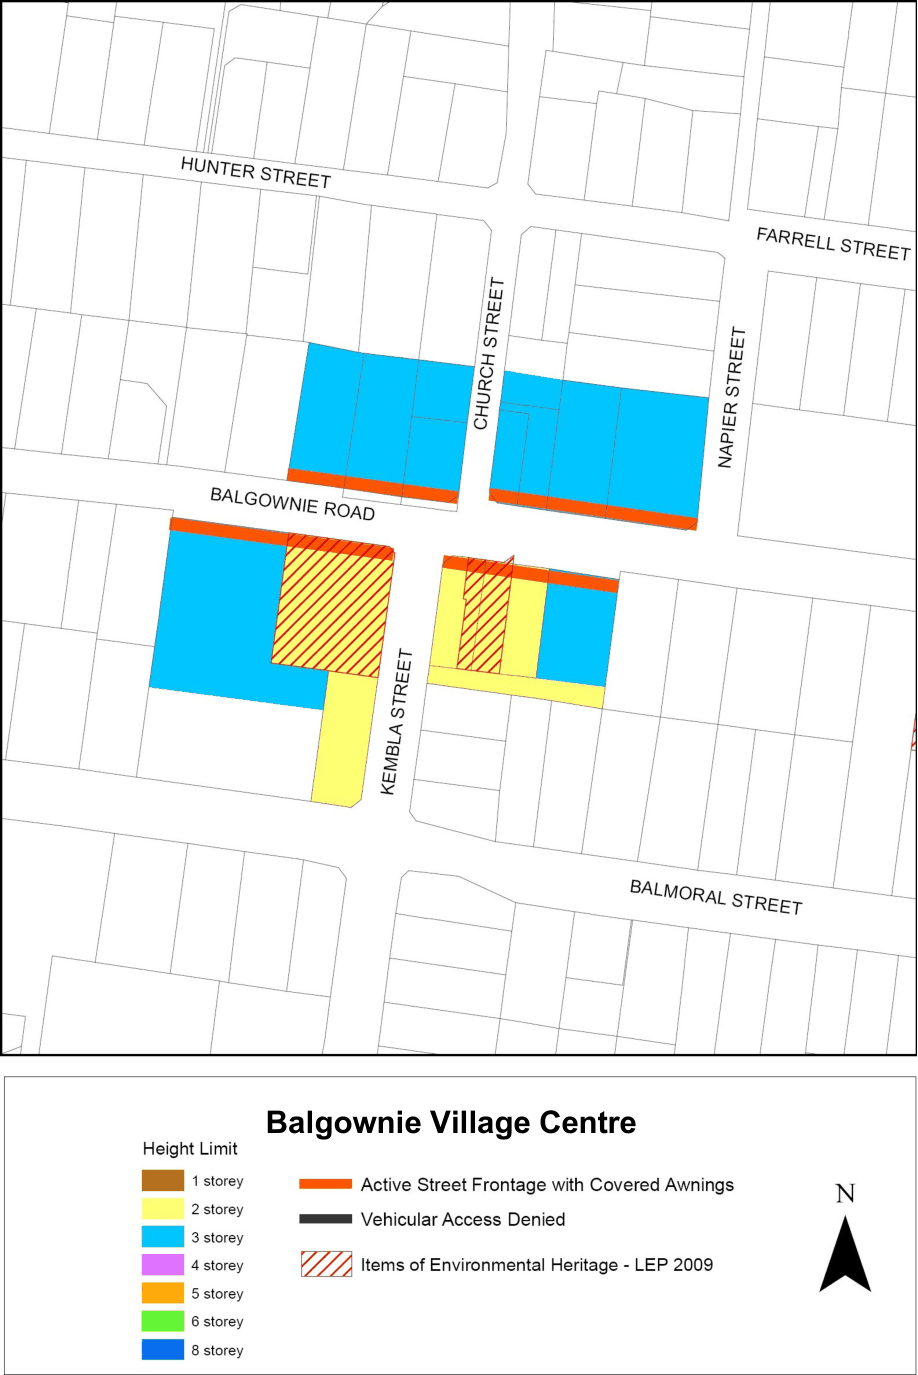 HUNTER STREET
FARRELL STREET
CHURCH STREET
NAPIER STREET
BALGOWNIE ROAD
KEMBLA STREET
BALMORAL STREET
Balgownie Village Centre
Height Limit
1 storey
2 storey
3 storey
4 storey
5 storey
6 storey
8 storey
Active Street Frontage with Covered Awnings
Vehicular Access Denied
Items of Environmental Heritage - LEP 2009
N